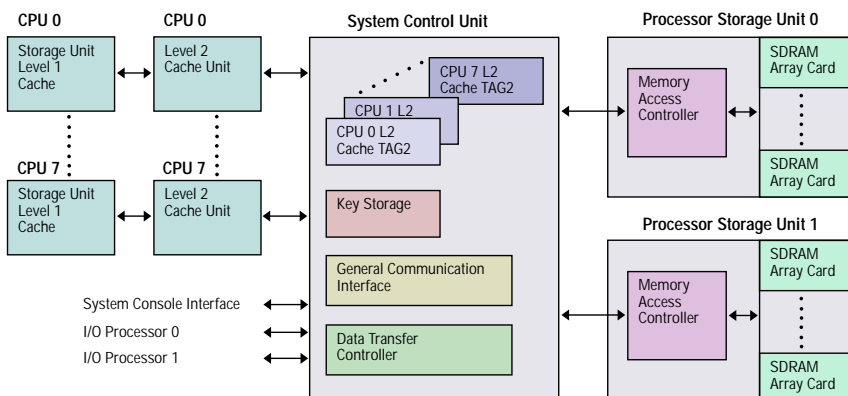 CPU 0
CPU 0
System Control Unit
Processor Storage Unit 0
Storage Unit
Level 1
Cache
Level 2
Cache Unit
CPU 7 L2
Cache TAG2
CPU 1 L2
CPU 0 L2
Cache TAG2
Memory
Access
Controller
SDRAM
Array Card
SDRAM
Array Card
CPU 7
CPU 7
Storage Unit
Level 1
Cache
Level 2
Cache Unit
Key Storage
Processor Storage Unit 1
General Communication
Interface
Memory
Access
Controller
SDRAM
Array Card
SDRAM
Array Card
System Console Interface
I/O Processor 0
I/O Processor 1
Data Transfer
Controller